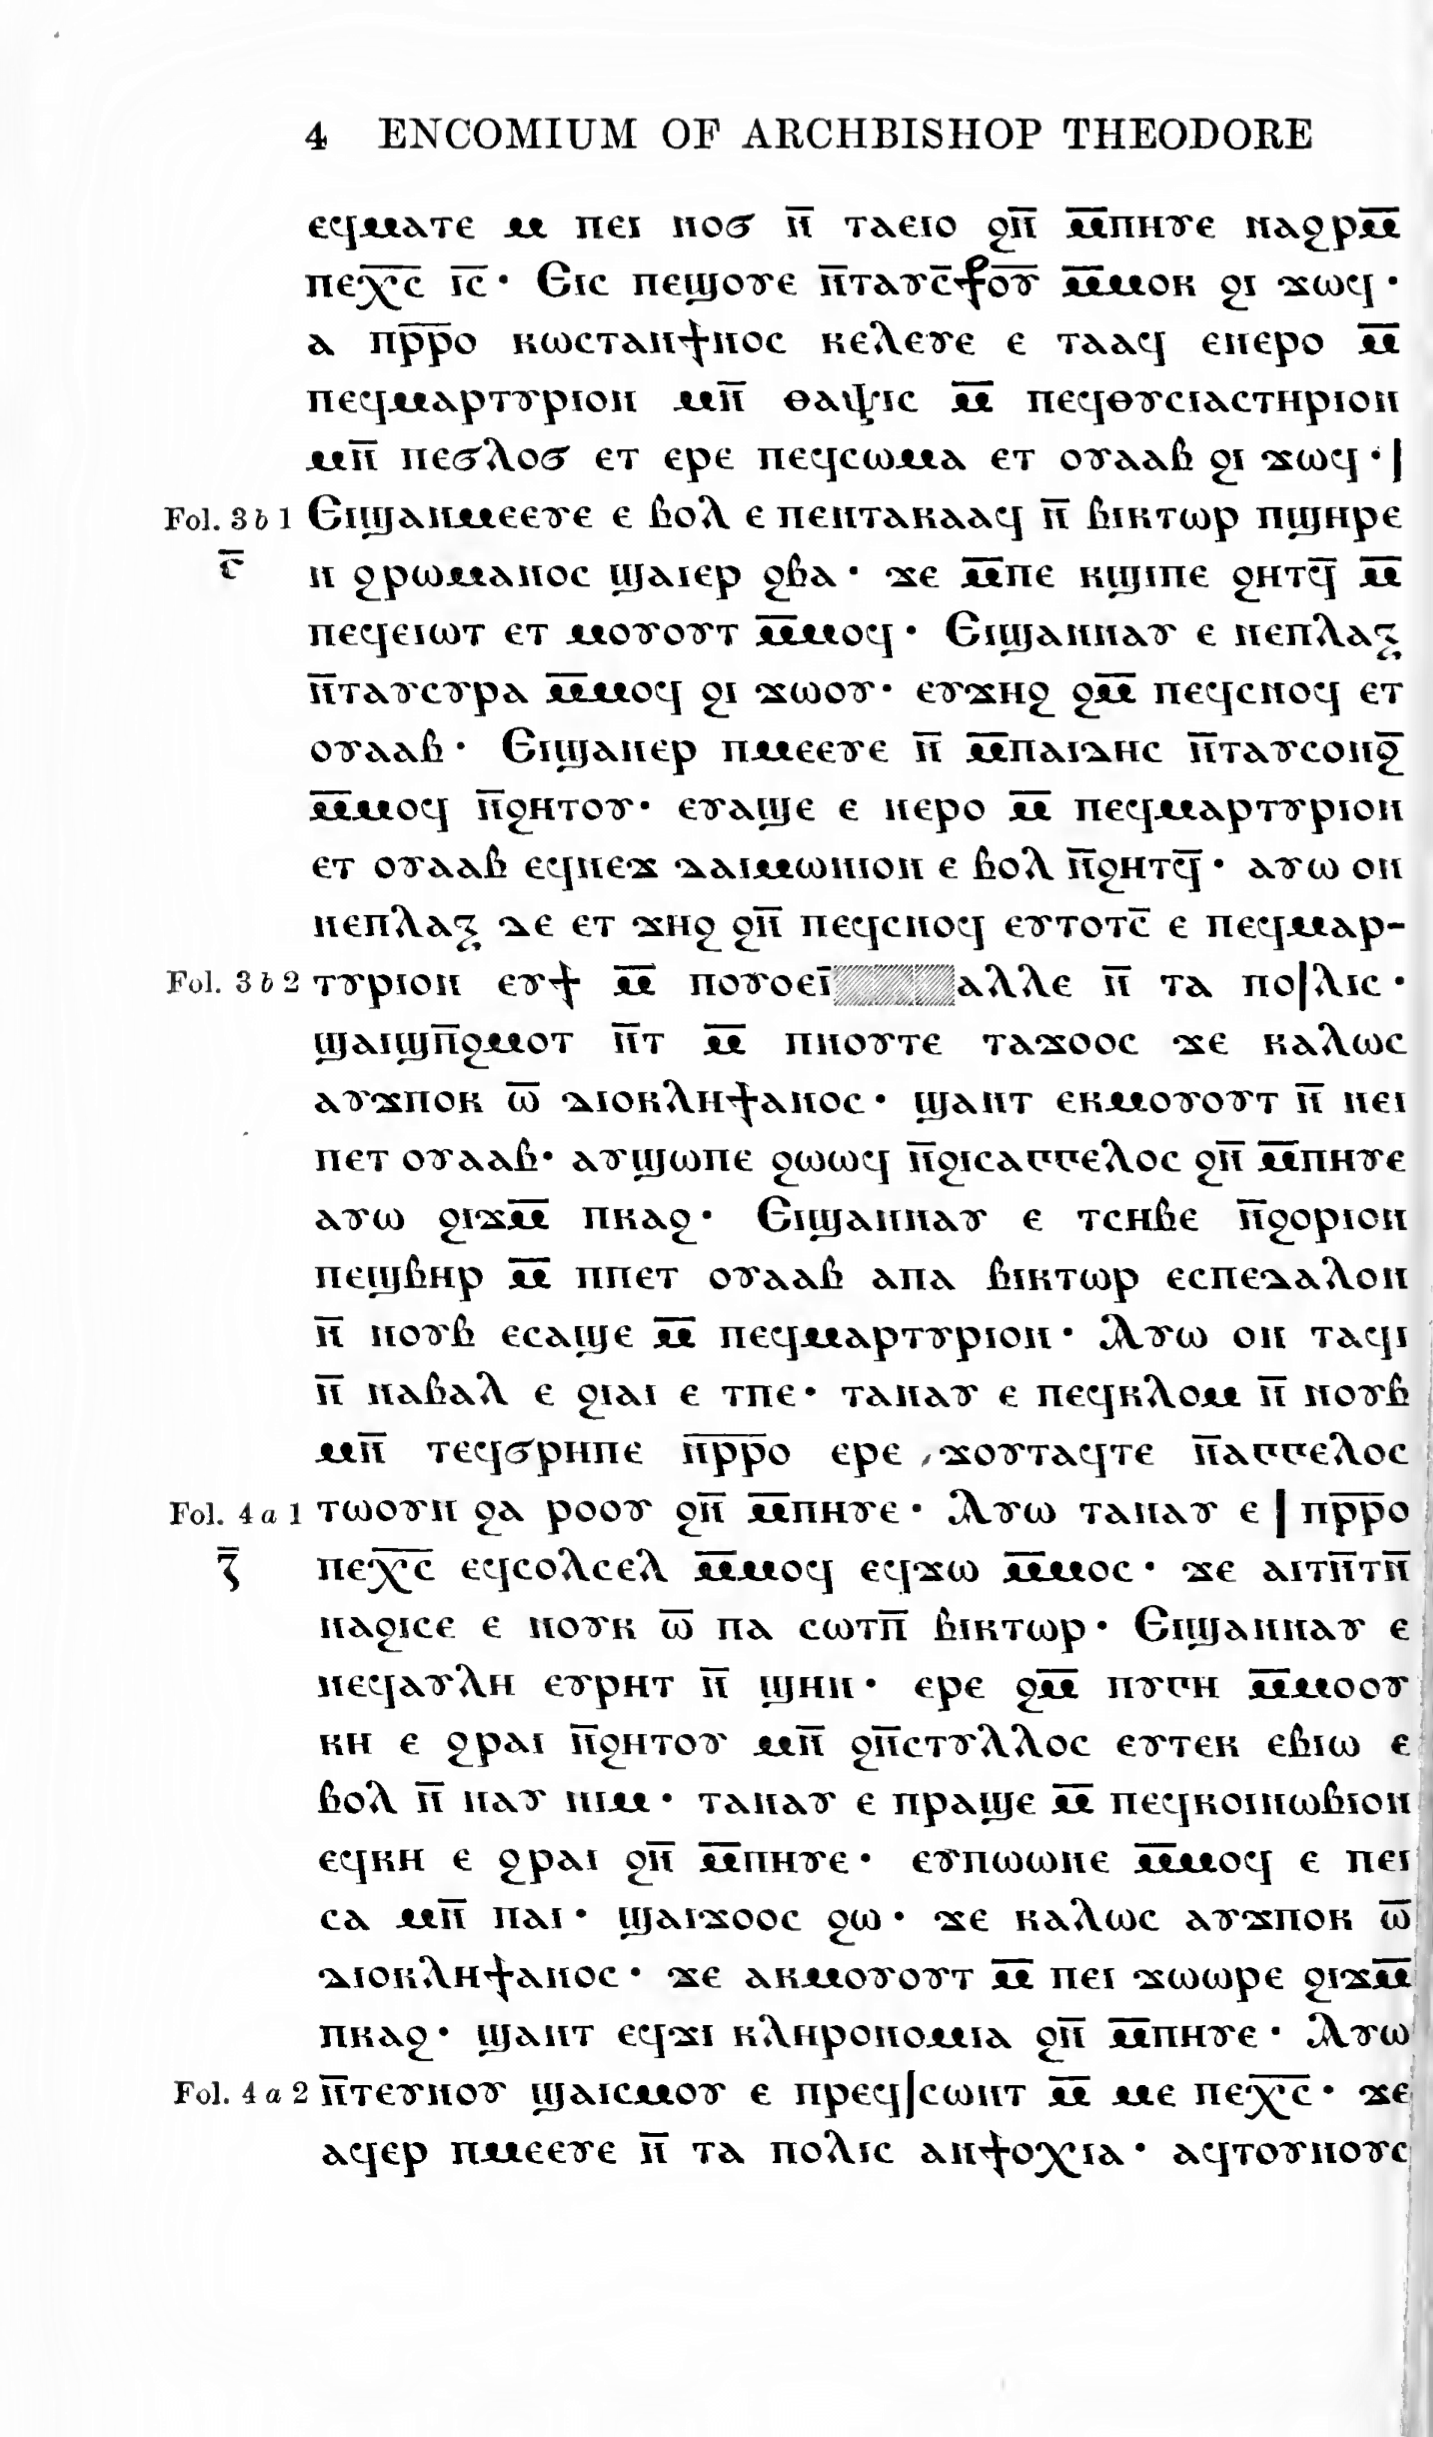 4 ENCOMIUM OF ARCHBISHOP THEODORE
ⲉϥⲙⲁⲧⲉ ⲙ ⲡⲉⲓ ⲛⲟϭ ⲛ̅ ⲧⲁⲉⲓⲟ ϩⲛ̅ ⲙ̅ⲡⲏⲩⲉ ⲛⲁϩⲣⲙ̅
ⲡⲉⲭ̅ⲥ̅ ⲓ̅ⲥ̅· Ⲉⲓⲥ ⲡⲉϣⲟⲩⲉ ⲛ̅ⲧⲁⲩⲥ̅⳨ⲟ̅ⲩ̅ ⲙ̅ⲙⲟⲕ ϩⲓ ϫⲱϥ·
ⲁ ⲡⲣ̅ⲣ̅ⲟ ⲕⲱⲥⲧⲁⲛϯⲛⲟⲥ ⲕⲉⲗⲉⲩⲉ ⲉ ⲧⲁⲁϥ ⲉⲛⲉⲣⲟ ⲙ̅
ⲡⲉϥⲙⲁⲣⲧⲩⲣⲓⲟⲛ ⲙⲛ̅ ⲑⲁⲯⲓⲥ ⲙ̅ ⲡⲉϥⲑⲩⲥⲓⲁⲥⲧⲏⲣⲓⲟⲛ
ⲙⲛ̅ ⲡⲉϭⲗⲟϭ ⲉⲧ ⲉⲣⲉ ⲡⲉϥⲥⲱⲙⲁ ⲉⲧ ⲟⲩⲁⲁⲃ ϩⲓ ϫⲱϥ·|
Fol. 3 b 1 Ⲉⲓϣⲁⲛⲙⲉⲉⲩⲉ ⲉ ⲃⲟⲗ ⲉ ⲡⲉⲛⲧⲁⲕⲁⲁϥ ⲛ̅ ⲃⲓⲕⲧⲱⲣ ⲡϣⲏⲣⲉ
ⲋ̅ ⲛ ϩⲣⲱⲙⲁⲛⲟⲥ ϣⲁⲓⲉⲣ ϩⲃⲁ· ϫⲉ ⲙ̅ⲡⲉ ⲕϣⲓⲡⲉ ϩⲏⲧϥ̅ ⲙ̅
ⲡⲉϥⲉⲓⲱⲧ ⲉⲧ ⲙⲟⲩⲟⲩⲧ ⲙ̅ⲙⲟϥ· Ⲉⲓϣⲁⲛⲛⲁⲩ ⲉ ⲛⲉⲡⲗⲁⲝ
ⲛ̅ⲧⲁⲩⲥⲩⲣⲁ ⲙ̅ⲙⲟϥ ϩⲓ ϫⲱⲟⲩ· ⲉⲩϫⲏϩ ϩⲙ̅ ⲡⲉϥⲥⲛⲟϥ ⲉⲧ
ⲟⲩⲁⲁⲃ· Ⲉⲓϣⲁⲛⲉⲣ ⲡⲙⲉⲉⲩⲉ ⲛ̅ ⲙ̅ⲡⲁⲓⲇⲏⲥ ⲛ̅ⲧⲁⲩⲥⲟⲛϩ̅
ⲙ̅ⲙⲟϥ ⲛ̅ϩⲏⲧⲟⲩ· ⲉⲩⲁϣⲉ ⲉ ⲛⲉⲣⲟ ⲙ̅ ⲡⲉϥⲙⲁⲣⲧⲩⲣⲓⲟⲛ
ⲉⲧ ⲟⲩⲁⲁⲃ ⲉϥⲛⲉϫ ⲇⲁⲓⲙⲱⲛⲓⲟⲛ ⲉ ⲃⲟⲗ ⲛ̅ϩⲏⲧϥ̅· ⲁⲩⲱ ⲟⲛ
ⲛⲉⲡⲗⲁⲝ ⲇⲉ ⲉⲧ ϫⲏϩ ϩⲛ̅ ⲡⲉϥⲥⲛⲟϥ ⲉⲩⲧⲟⲧⲥ̅ ⲉ ⲡⲉϥⲙⲁⲣ-
Fol. 3 b 2 ⲧⲩⲣⲓⲟⲛ ⲉⲩϯ ⲙ̅ ⲡⲟⲩⲟⲉⲓ̅ ⲁⲗⲗⲉ ⲛ̅ ⲧⲁ ⲡⲟ|ⲗⲓⲥ·
ϣⲁⲓϣⲡ̅ϩⲙⲟⲧ ⲛ̅ⲧ ⲙ̅ ⲡⲛⲟⲩⲧⲉ ⲧⲁϫⲟⲟⲥ ϫⲉ ⲕⲁⲗⲱⲥ
ⲁⲩϫⲡⲟⲕ ⲱ̅ ⲇⲓⲟⲕⲗⲏϯⲁⲛⲟⲥ· ϣⲁⲛⲧ ⲉⲕⲙⲟⲩⲟⲩⲧ ⲛ̅ ⲛⲉⲓ
ⲡⲉⲧ ⲟⲩⲁⲁⲃ· ⲁⲩϣⲱⲡⲉ ϩⲱⲱϥ ⲛ̅ϩⲓⲥⲁⲅⲅⲉⲗⲟⲥ ϩⲛ̅ ⲙ̅ⲡⲏⲩⲉ
ⲁⲩⲱ ϩⲓϫⲙ̅ ⲡⲕⲁϩ· Ⲉⲓϣⲁⲛⲛⲁⲩ ⲉ ⲧⲥⲏⲃⲉ ⲛ̅ϩⲟⲣⲓⲟⲛ
ⲡⲉϣⲃⲏⲣ ⲙ̅ ⲡⲡⲉⲧ ⲟⲩⲁⲁⲃ ⲁⲡⲁ ⲃⲓⲕⲧⲱⲣ ⲉⲥⲡⲉⲇⲁⲗⲟⲛ
ⲛ̅ ⲛⲟⲩⲃ ⲉⲥⲁϣⲉ ⲙ̅ ⲡⲉϥⲙⲁⲣⲧⲩⲣⲓⲟⲛ· Ⲁⲩⲱ ⲟⲛ ⲧⲁϥⲓ
ⲛ̅ ⲛⲁⲃⲁⲗ ⲉ ϩⲓⲁⲓ ⲉ ⲧⲡⲉ· ⲧⲁⲛⲁⲩ ⲉ ⲡⲉϥⲕⲗⲟⲙ ⲛ̅ ⲛⲟⲩⲃ
ⲙⲛ̅ ⲧⲉϥϭⲣⲏⲡⲉ ⲛ̅ⲣ̅ⲣ̅ⲟ ⲉⲣⲉ ϫⲟⲩⲧⲁϥⲧⲉ ⲛ̅ⲁⲅⲅⲉⲗⲟⲥ
Fol. 4 a 1 ⲧⲱⲟⲩⲛ ϩⲁ ⲣⲟⲟⲩ ϩⲛ̅ ⲙ̅ⲡⲏⲩⲉ· Ⲁⲩⲱ ⲧⲁⲛⲁⲩ ⲉ | ⲡⲣ̅ⲣ̅ⲟ
ⲍ̅ ⲡⲉⲭ̅ⲥ̅ ⲉϥⲥⲟⲗⲥⲉⲗ ⲙ̅ⲙⲟϥ ⲉϥϫⲱ ⲙ̅ⲙⲟⲥ· ϫⲉ ⲁⲓⲧⲛ̅ⲧⲛ̅
ⲛⲁϩⲓⲥⲉ ⲉ ⲛⲟⲩⲕ ⲱ̅ ⲡⲁ ⲥⲱⲧⲡ̅ ⲃⲓⲕⲧⲱⲣ· Ⲉⲓϣⲁⲛⲛⲁⲩ ⲉ
ⲛⲉϥⲁⲩⲗⲏ ⲉⲩⲣⲏⲧ ⲛ̅ ϣⲏⲛ· ⲉⲣⲉ ϩⲙ̅ ⲡⲩⲅⲏ ⲙ̅ⲙⲟⲟⲩ
ⲕⲏ ⲉ ϩⲣⲁⲓ ⲛ̅ϩⲏⲧⲟⲩ ⲙⲛ̅ ϩⲛ̅ⲥⲧⲩⲗⲗⲟⲥ ⲉⲩⲧⲉⲕ ⲉⲃⲓⲱ ⲉ
ⲃⲟⲗ ⲛ̅ ⲛⲁⲩ ⲛⲓⲙ· ⲧⲁⲛⲁⲩ ⲉ ⲡⲣⲁϣⲉ ⲙ̅ ⲡⲉϥⲕⲟⲓⲛⲱⲃⲓⲟⲛ
ⲉϥⲕⲏ ⲉ ϩⲣⲁⲓ ϩⲛ̅ ⲙ̅ⲡⲏⲩⲉ· ⲉⲩⲡⲱⲱⲛⲉ ⲙ̅ⲙⲟϥ ⲉ ⲡⲉⲓ
ⲥⲁ ⲙⲛ̅ ⲡⲁⲓ· ϣⲁⲓϫⲟⲟⲥ ϩⲱ· ϫⲉ ⲕⲁⲗⲱⲥ ⲁⲩϫⲡⲟⲕ ⲱ̅
ⲇⲓⲟⲕⲗⲏϯⲁⲛⲟⲥ· ϫⲉ ⲁⲕⲙⲟⲩⲟⲩⲧ ⲙ̅ ⲡⲉⲓ ϫⲱⲱⲣⲉ ϩⲓϫⲙ̅
ⲡⲕⲁϩ· ϣⲁⲛⲧ ⲉϥϫⲓ ⲕⲗⲏⲣⲟⲛⲟⲙⲓⲁ ϩⲛ̅ ⲙ̅ⲡⲏⲩⲉ· Ⲁⲩⲱ
Fol. 4 a 2 ⲛ̅ⲧⲉⲩⲛⲟⲩ ϣⲁⲓⲥⲙⲟⲩ ⲉ ⲡⲣⲉϥ|ⲥⲱⲛⲧ ⲙ̅ ⲙⲉ ⲡⲉⲭ̅ⲥ̅· ϫⲉ
ⲁϥⲉⲣ ⲡⲙⲉⲉⲩⲉ ⲛ̅ ⲧⲁ ⲡⲟⲗⲓⲥ ⲁⲛϯⲟⲭⲓⲁ· ⲁϥⲧⲟⲩⲛⲟⲩⲥ